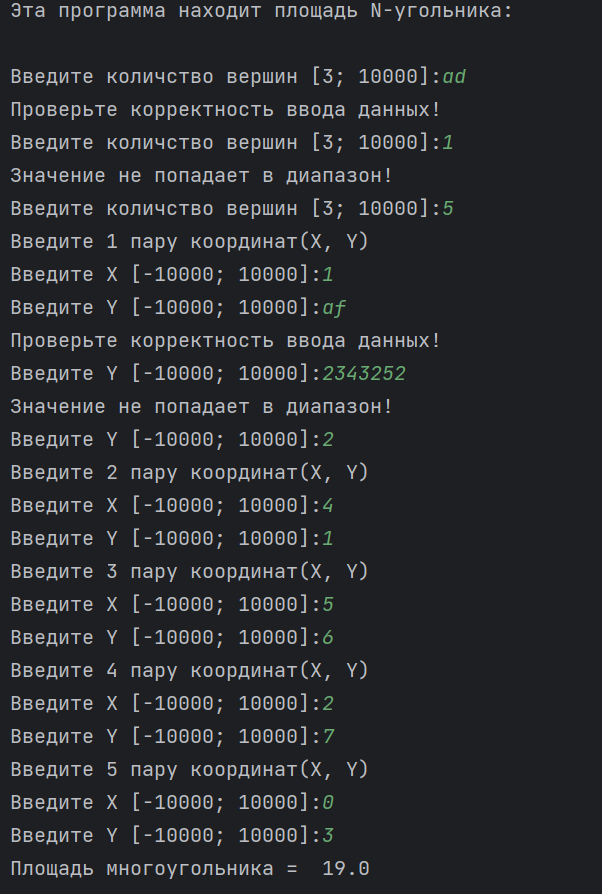 Эта программа находит площадь N-угольника:
Введите количство вершин [3; 10000]:ad
Проверьте корректность ввода данных!
Введите количство вершин [3; 10000]:1
Значение не попадает в диапазон!
Введите количство вершин [3; 10000]:5
Введите 1 пару координат(X, Y)
Введите X [-10000; 10000]:1
Введите Y [-10000; 10000]:af
Проверьте корректность ввода данных!
Введите Y [-10000; 10000]:2343252
Значение не попадает в диапазон!
Введите Y [-10000; 10000]:2
Введите 2 пару координат(X, Y)
Введите X [-10000; 10000]:4
Введите Y [-10000; 10000]:1
Введите 3 пару координат(X, Y)
Введите X [-10000; 10000]:5
Введите Y [-10000; 10000]:6
Введите 4 пару координат(X, Y)
Введите X [-10000; 10000]:2
Введите Y [-10000; 10000]:7
Введите 5 пару координат(X, Y)
Введите X [-10000; 10000]:0
Введите Y [-10000; 10000]:3
Площадь многоугольника =  19.0